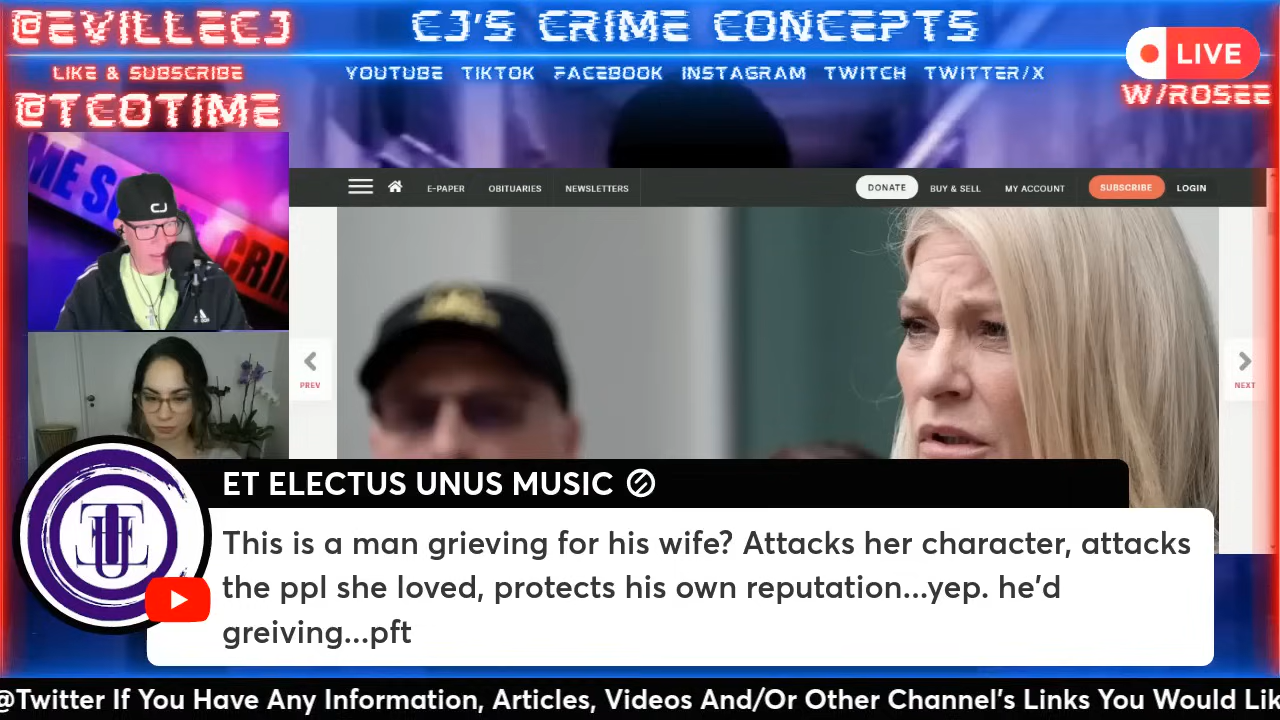 @EVILLECJ
CJ'S CRIME CONCEPTS
LIVE
LIKE & SUBSCRIBE
YOUTUBE TIKTOK FACEBOOK INSTAGRAM TWITCH TWITTER/X
W/ROSEE
@TCOTIME
E-PAPER OBITUARIES NEWSLETTERS
DONATE BUY & SELL MY ACCOUNT SUBSCRIBE LOGIN
CJ
PREV
NEXT
ET ELECTUS UNUS MUSIC
This is a man grieving for his wife? Attacks her character, attacks
the ppl she loved, protects his own reputation...yep. he'd
greiving...pft
@Twitter If You Have Any Information, Articles, Videos And/Or Other Channel's Links You Would Lik